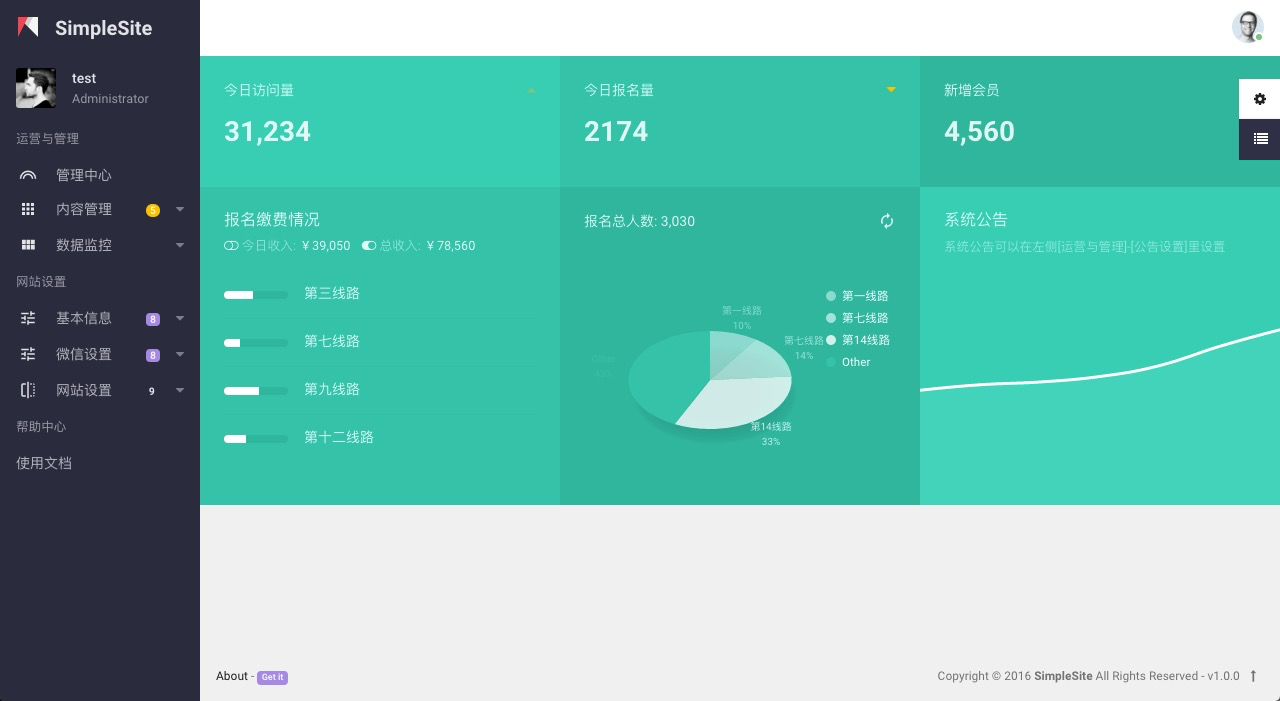 SimpleSite
test
Administrator
运营与管理
管理中心
内容管理 5
数据监控
网站设置
基本信息 8
微信设置 8
网站设置 9
帮助中心
使用文档
今日访问量
31,234
今日报名量
2174
新增会员
4,560
报名缴费情况
今日收入: ¥ 39,050 总收入: ¥ 78,560
第三线路
第七线路
第九线路
第十二线路
报名总人数: 3,030
第一线路
10%
第七线路
14%
第14线路
33%
Other
第一线路
第七线路
第14线路
Other
系统公告
系统公告可以在左侧[运营与管理]-[公告设置]里设置
About - Get it
Copyright © 2016 SimpleSite All Rights Reserved - v1.0.0